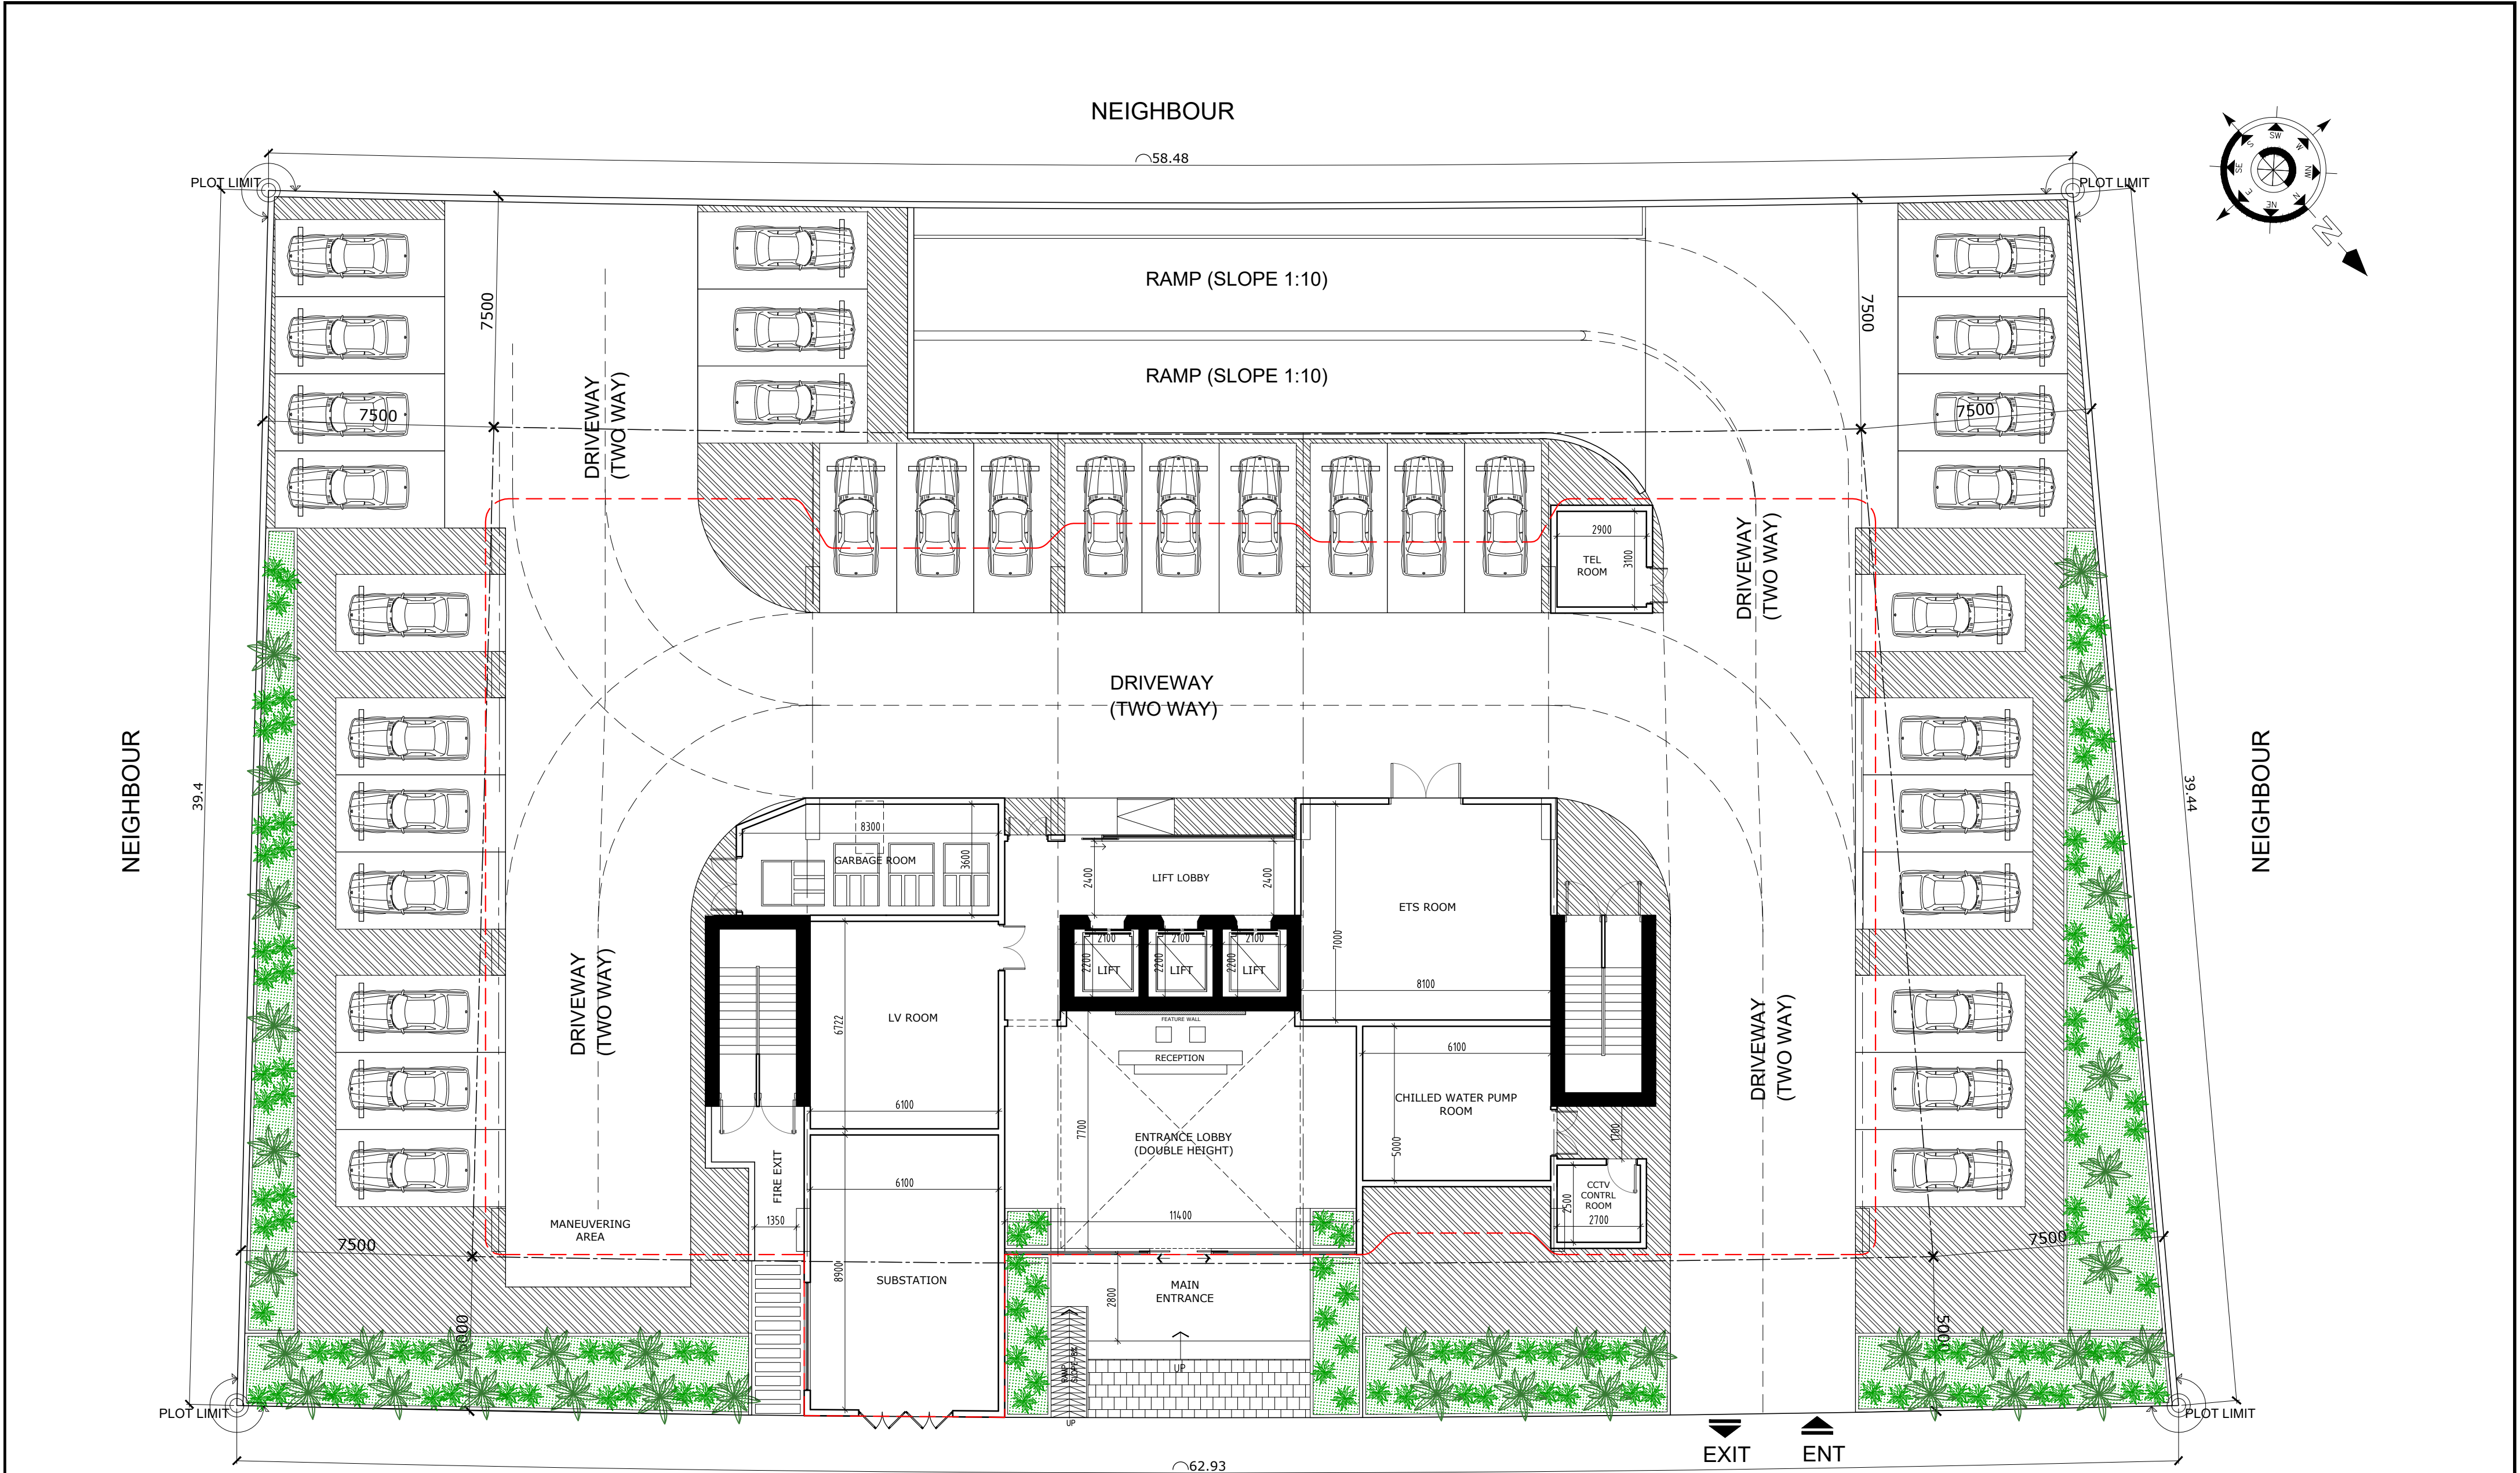 NEIGHBOUR
58.48
PLOT LIMIT
PLOT LIMIT
SW
S
W
SE
NW
E
N
NE
N
RAMP (SLOPE 1:10)
7500
7500
RAMP (SLOPE 1:10)
DRIVEWAY
(TWO WAY)
7500
7500
2900
TEL
ROOM
3100
DRIVEWAY
(TWO WAY)
DRIVEWAY
(TWO WAY)
NEIGHBOUR
39.4
39.44
NEIGHBOUR
8300
GARBAGE ROOM
3600
2400
LIFT LOBBY
2400
ETS ROOM
7000
2100
2100
2100
2200
LIFT
2200
LIFT
2200
LIFT
8100
DRIVEWAY
(TWO WAY)
LV ROOM
6722
6100
FEATURE WALL
RECEPTION
6100
CHILLED WATER PUMP
ROOM
5000
DRIVEWAY
(TWO WAY)
7700
ENTRANCE LOBBY
(DOUBLE HEIGHT)
1200
FIRE EXIT
6100
CCTV
CONTRL
ROOM
2500
2700
MANEUVERING
AREA
1350
11400
7500
7500
8900
SUBSTATION
MAIN
ENTRANCE
2800
5000
5000
UP
UP
PLOT LIMIT
PLOT LIMIT
EXIT
ENT
62.93